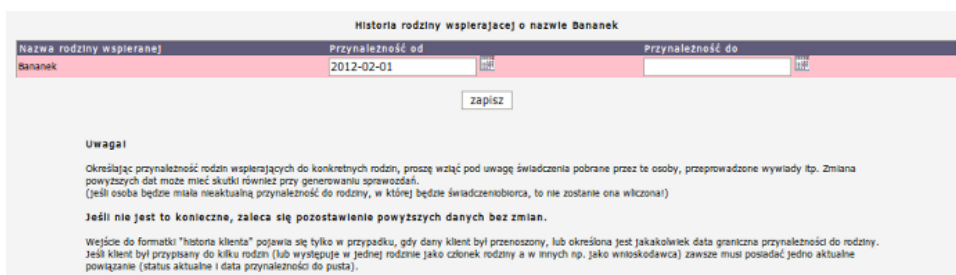 Historia rodziny wspierajacej o nazwie Bananek
Nazwa rodziny wspieranej Przynależność od Przynależność do
Bananek 2012-02-01
zapisz
Uwaga!
Określając przynależność rodzin wspierających do konkretnych rodzin, proszę wziąć pod uwagę świadczenia pobrane przez te osoby, przeprowadzone wywiady itp. Zmiana
powyższych dat może mieć skutki również przy generowaniu sprawozdań.
(jeśli osoba będzie miała nieaktualną przynależność do rodziny, w której będzie świadczeniobiorca, to nie zostanie ona wliczona!)
Jeśli nie jest to konieczne, zaleca się pozostawienie powyższych danych bez zmian.
Wejście do formatki "historia klienta" pojawia się tylko w przypadku, gdy dany klient był przenoszony, lub określona jest jakakolwiek data graniczna przynależności do rodziny.
Jeśli klient był przypisany do kilku rodzin (lub występuje w jednej rodzinie jako członek rodziny a w innych np. jako wnioskodawca) zawsze musi posiadać jedno aktualne
powiązanie (status aktualne i data przynależności do pusta).